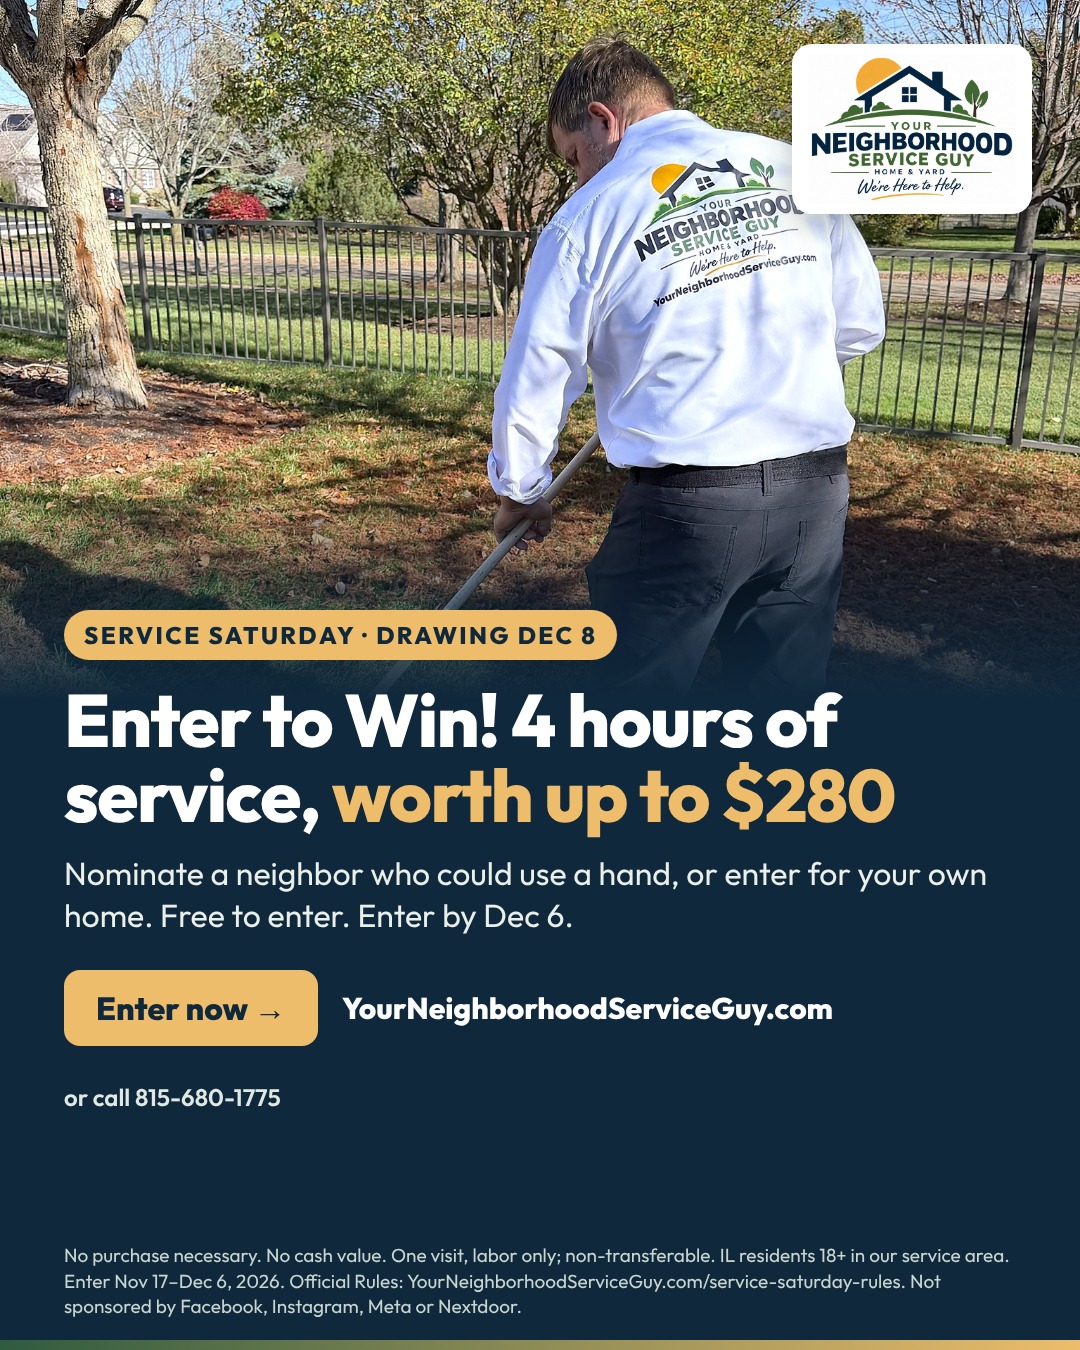 YOUR
NEIGHBORHOOD
SERVICE GUY
HOME & YARD
We're Here to Help.
YOUR
NEIGHBORHOOD
SERVICE GUY
HOME & YARD
We're Here to Help.
YourNeighborhoodServiceGuy.com
SERVICE SATURDAY · DRAWING DEC 8
Enter to Win! 4 hours of
service, worth up to $280
Nominate a neighbor who could use a hand, or enter for your own
home. Free to enter. Enter by Dec 6.
Enter now →
YourNeighborhoodServiceGuy.com
or call 815-680-1775
No purchase necessary. No cash value. One visit, labor only; non-transferable. IL residents 18+ in our service area.
Enter Nov 17–Dec 6, 2026. Official Rules: YourNeighborhoodServiceGuy.com/service-saturday-rules. Not
sponsored by Facebook, Instagram, Meta or Nextdoor.